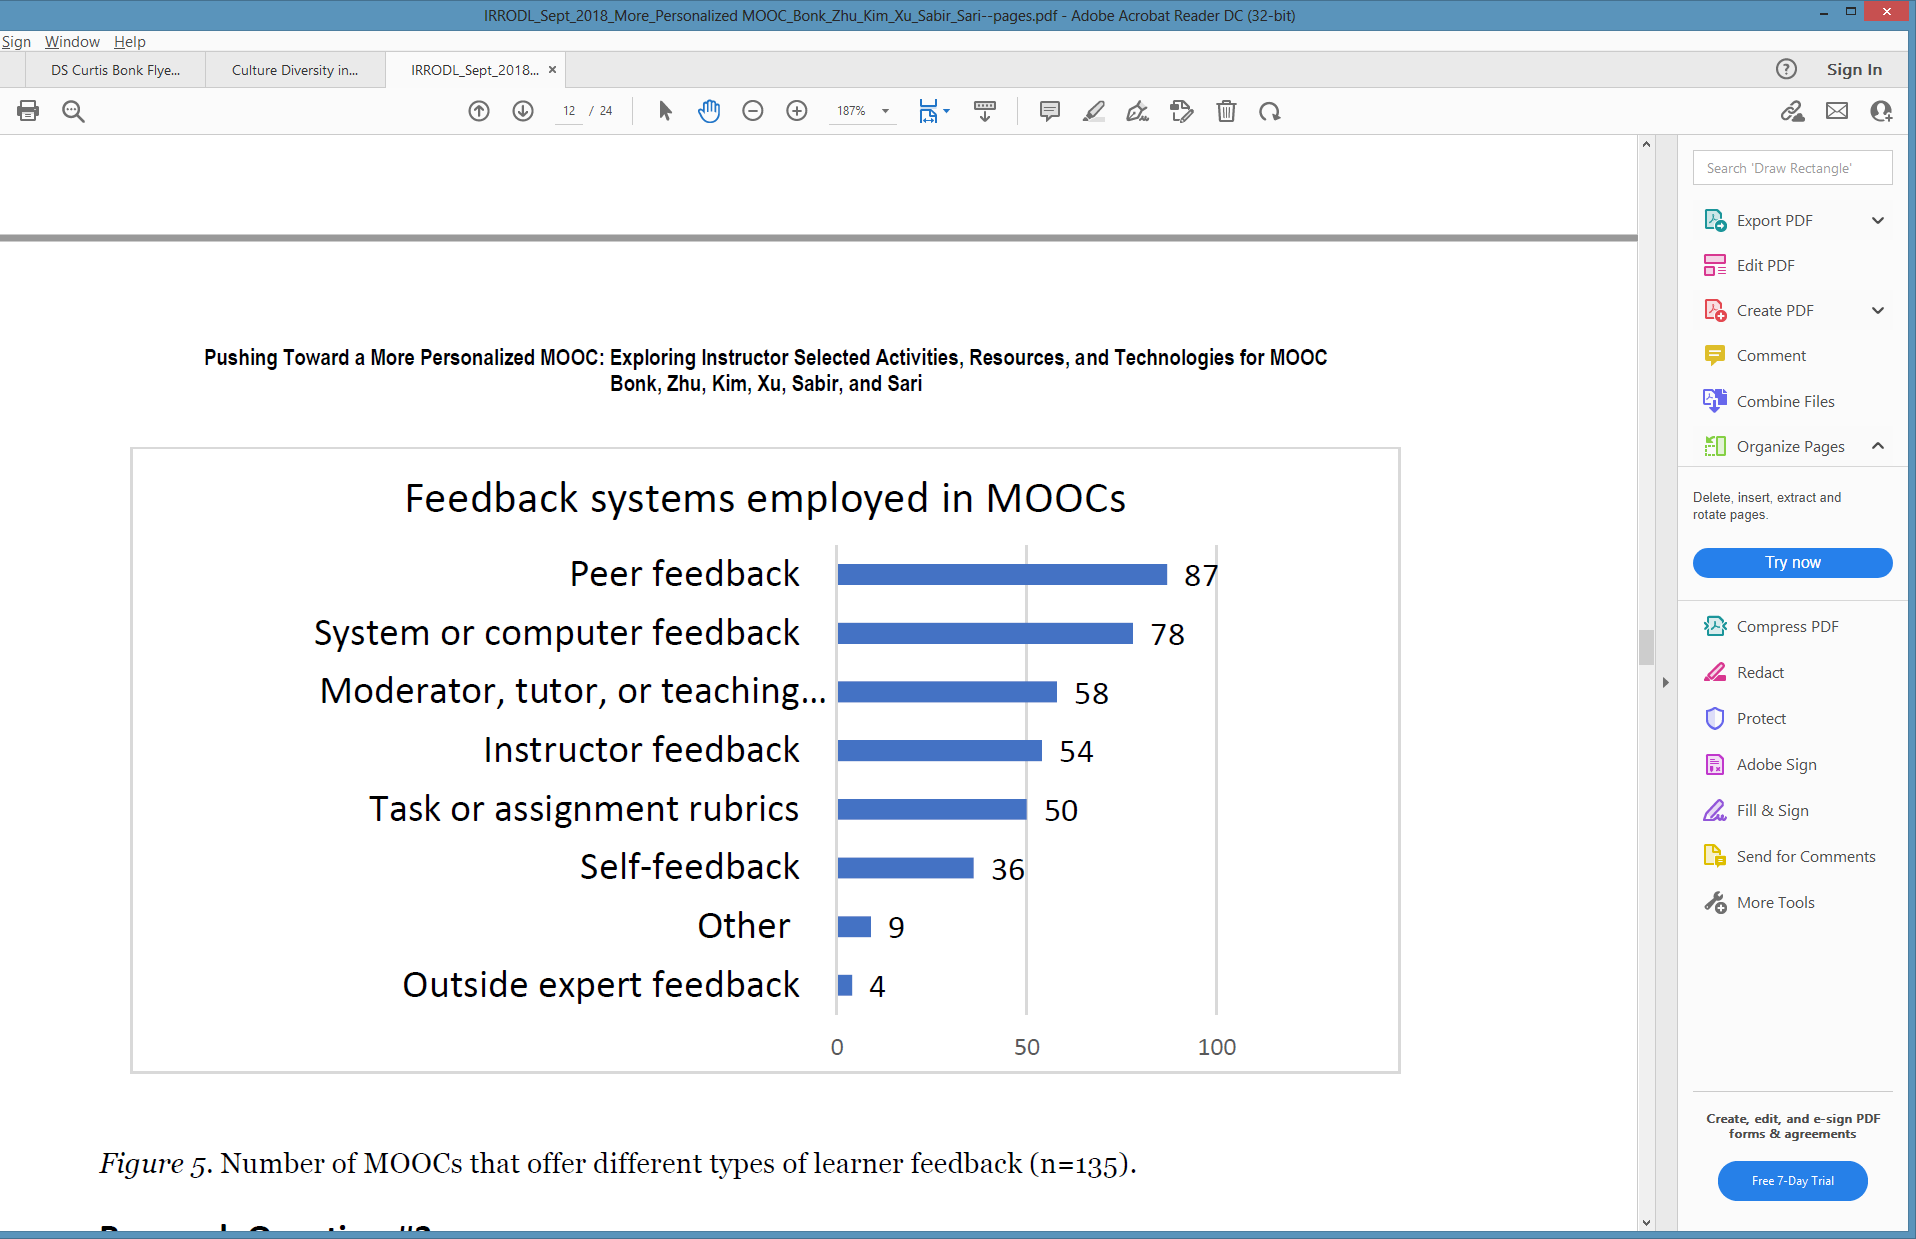 IRRODL_Sept_2018_More_Personalized MOOC_Bonk_Zhu_Kim_Xu_Sabir_Sari--pages.pdf - Adobe Acrobat Reader DC (32-bit)
Sign Window Help
DS Curtis Bonk Flye... Culture Diversity in... IRRODL_Sept_2018... × Sign In
12 / 24 187%
Search 'Draw Rectangle'
Export PDF
Edit PDF
Create PDF
Comment
Combine Files
Organize Pages
Delete, insert, extract and
rotate pages.
Try now
Compress PDF
Redact
Protect
Adobe Sign
Fill & Sign
Send for Comments
More Tools
Create, edit, and e-sign PDF
forms & agreements
Free 7-Day Trial
Pushing Toward a More Personalized MOOC: Exploring Instructor Selected Activities, Resources, and Technologies for MOOC
Bonk, Zhu, Kim, Xu, Sabir, and Sari
Feedback systems employed in MOOCs
Peer feedback 87
System or computer feedback 78
Moderator, tutor, or teaching... 58
Instructor feedback 54
Task or assignment rubrics 50
Self-feedback 36
Other 9
Outside expert feedback 4
0 50 100
Figure 5. Number of MOOCs that offer different types of learner feedback (n=135).